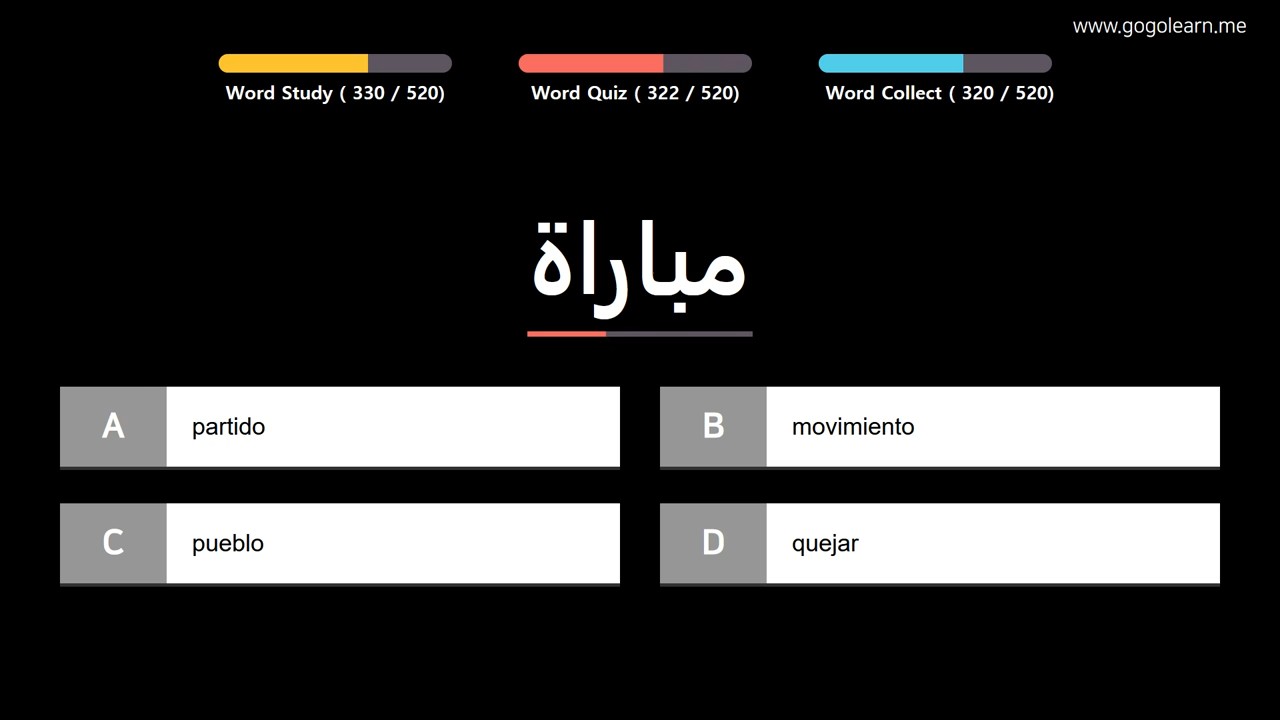 www.gogolearn.me
Word Study ( 330 / 520)
Word Quiz ( 322 / 520)
Word Collect ( 320 / 520)
مباراة
A partido
B movimiento
C pueblo
D quejar